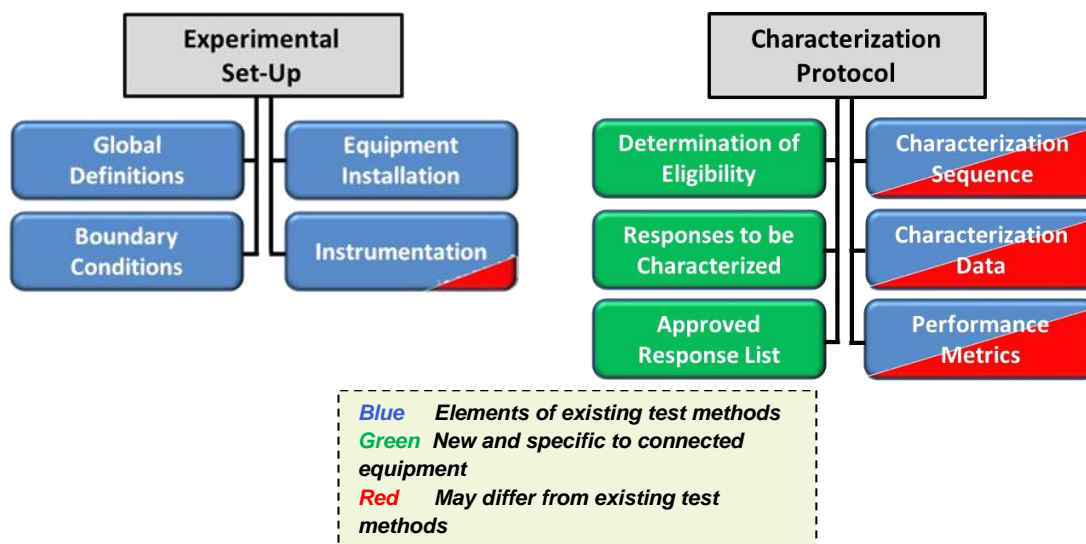 Experimental
Set-Up
Global
Definitions
Equipment
Installation
Boundary
Conditions
Instrumentation
Characterization
Protocol
Determination of
Eligibility
Characterization
Sequence
Responses to be
Characterized
Characterization
Data
Approved
Response List
Performance
Metrics
Blue Elements of existing test methods
Green New and specific to connected
equipment
Red May differ from existing test
methods